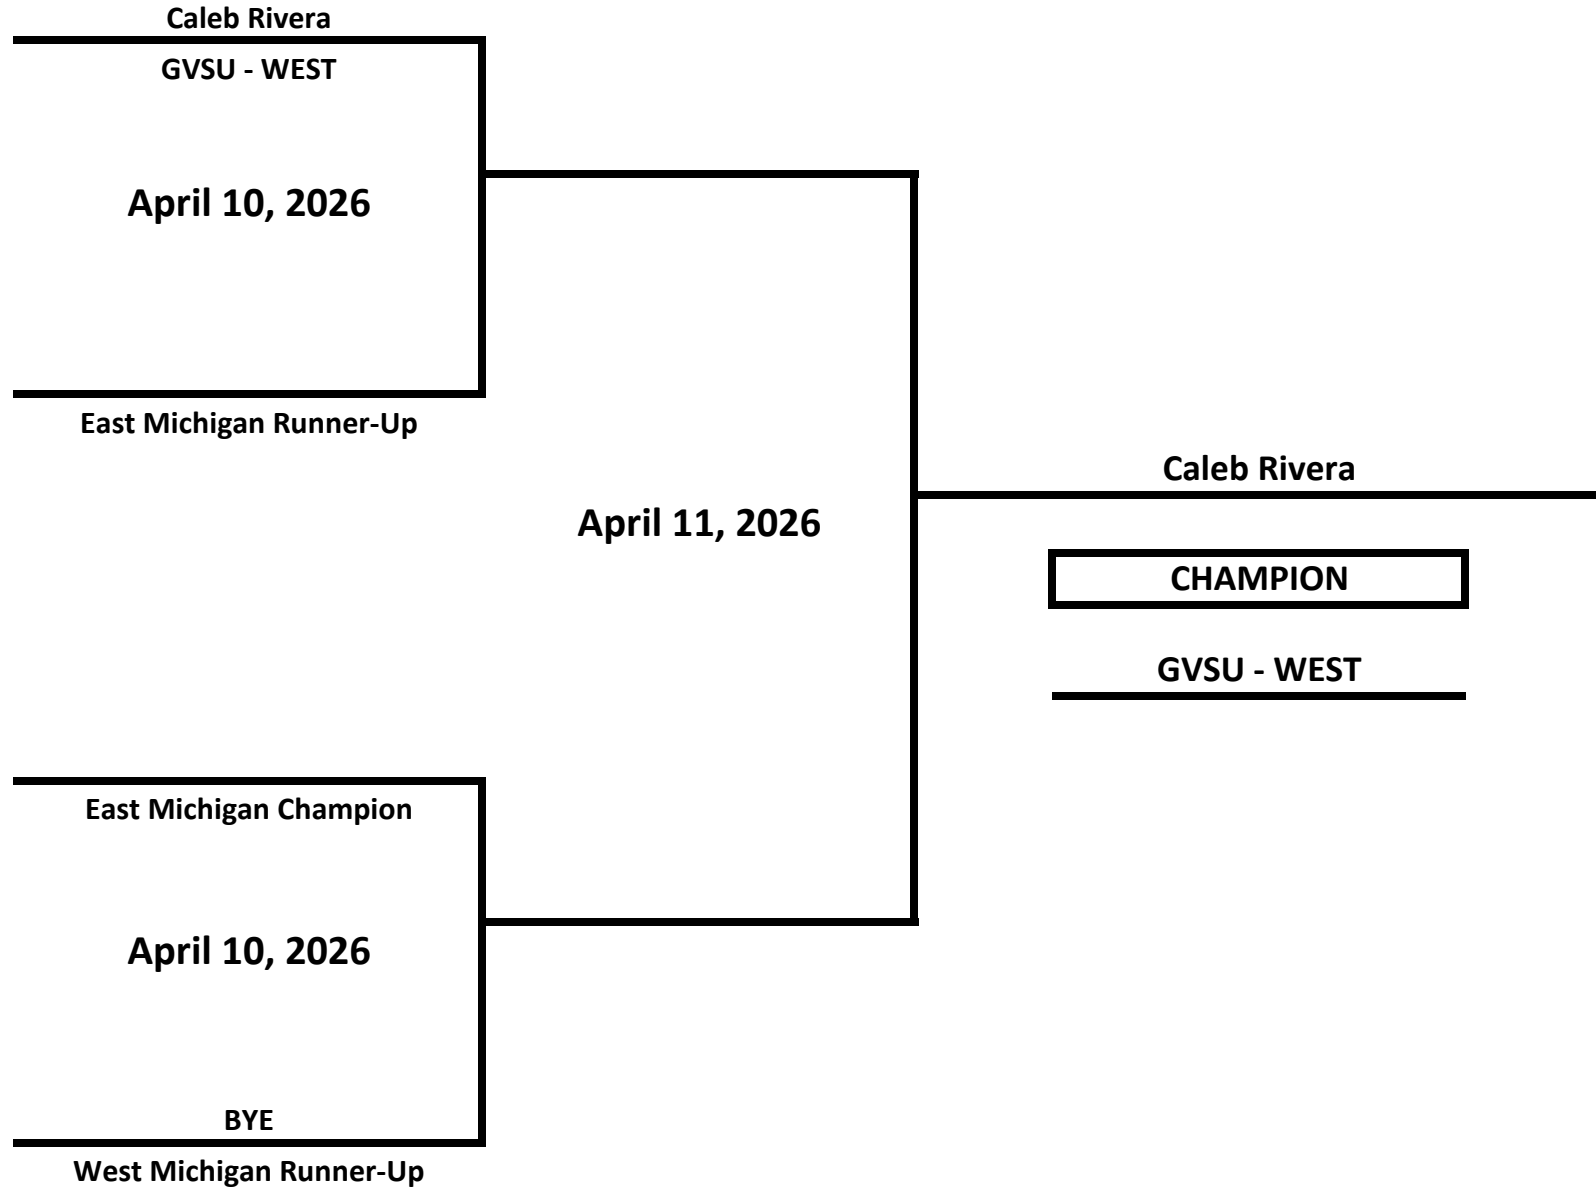 Caleb Rivera
GVSU - WEST
April 10, 2026
East Michigan Runner-Up
April 11, 2026
Caleb Rivera
CHAMPION
GVSU - WEST
East Michigan Champion
April 10, 2026
BYE
West Michigan Runner-Up